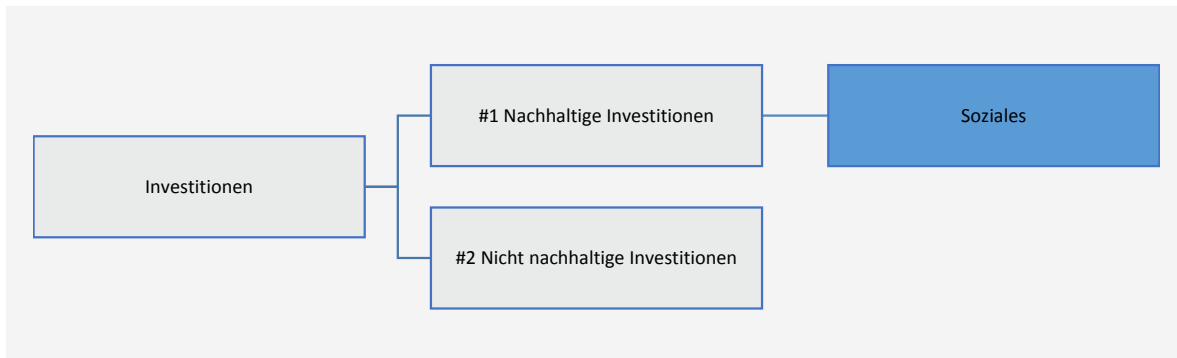 #1 Nachhaltige Investitionen
Soziales
Investitionen
#2 Nicht nachhaltige Investitionen